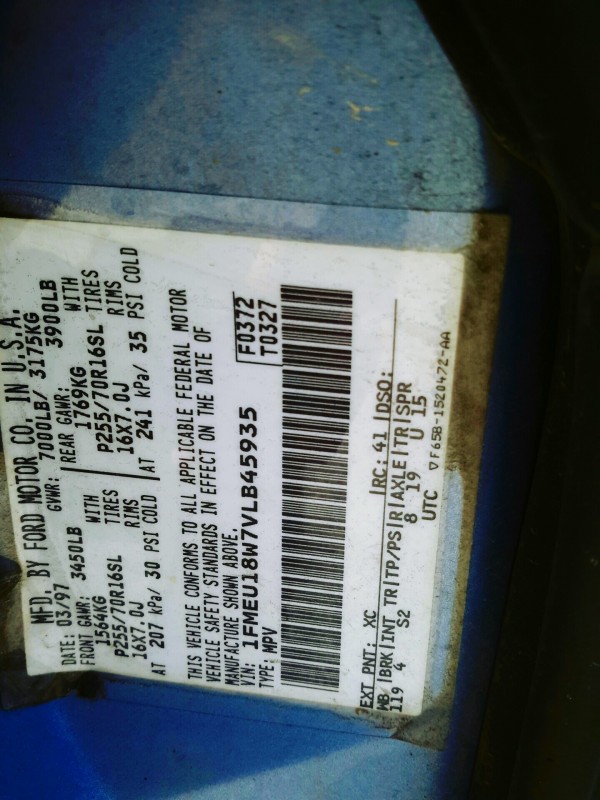 MFD. BY FORD MOTOR CO. IN U.S.A.
DATE: 03/97 GVWR: 7000LB/ 3175KG
FRONT GAWR: 3450LB REAR GAWR: 3900LB
1564KG WITH 1769KG WITH
P255/70R16SL TIRES P255/70R16SL TIRES
16X7.0J RIMS 16X7.0J RIMS
AT 207 kPa/ 30 PSI COLD AT 241 kPa/ 35 PSI COLD
THIS VEHICLE CONFORMS TO ALL APPLICABLE FEDERAL MOTOR
VEHICLE SAFETY STANDARDS IN EFFECT ON THE DATE OF
MANUFACTURE SHOWN ABOVE.
VIN: 1FMEU18W7VLB45935 F0372
TYPE: MPV T0327
EXT PNT: XC RC: 41 DSO:
WB BRK INT TR TP/PS R AXLE TR SPR
119 4 S2 8 19 U 15
UTC
▽F65B-1520472-AA